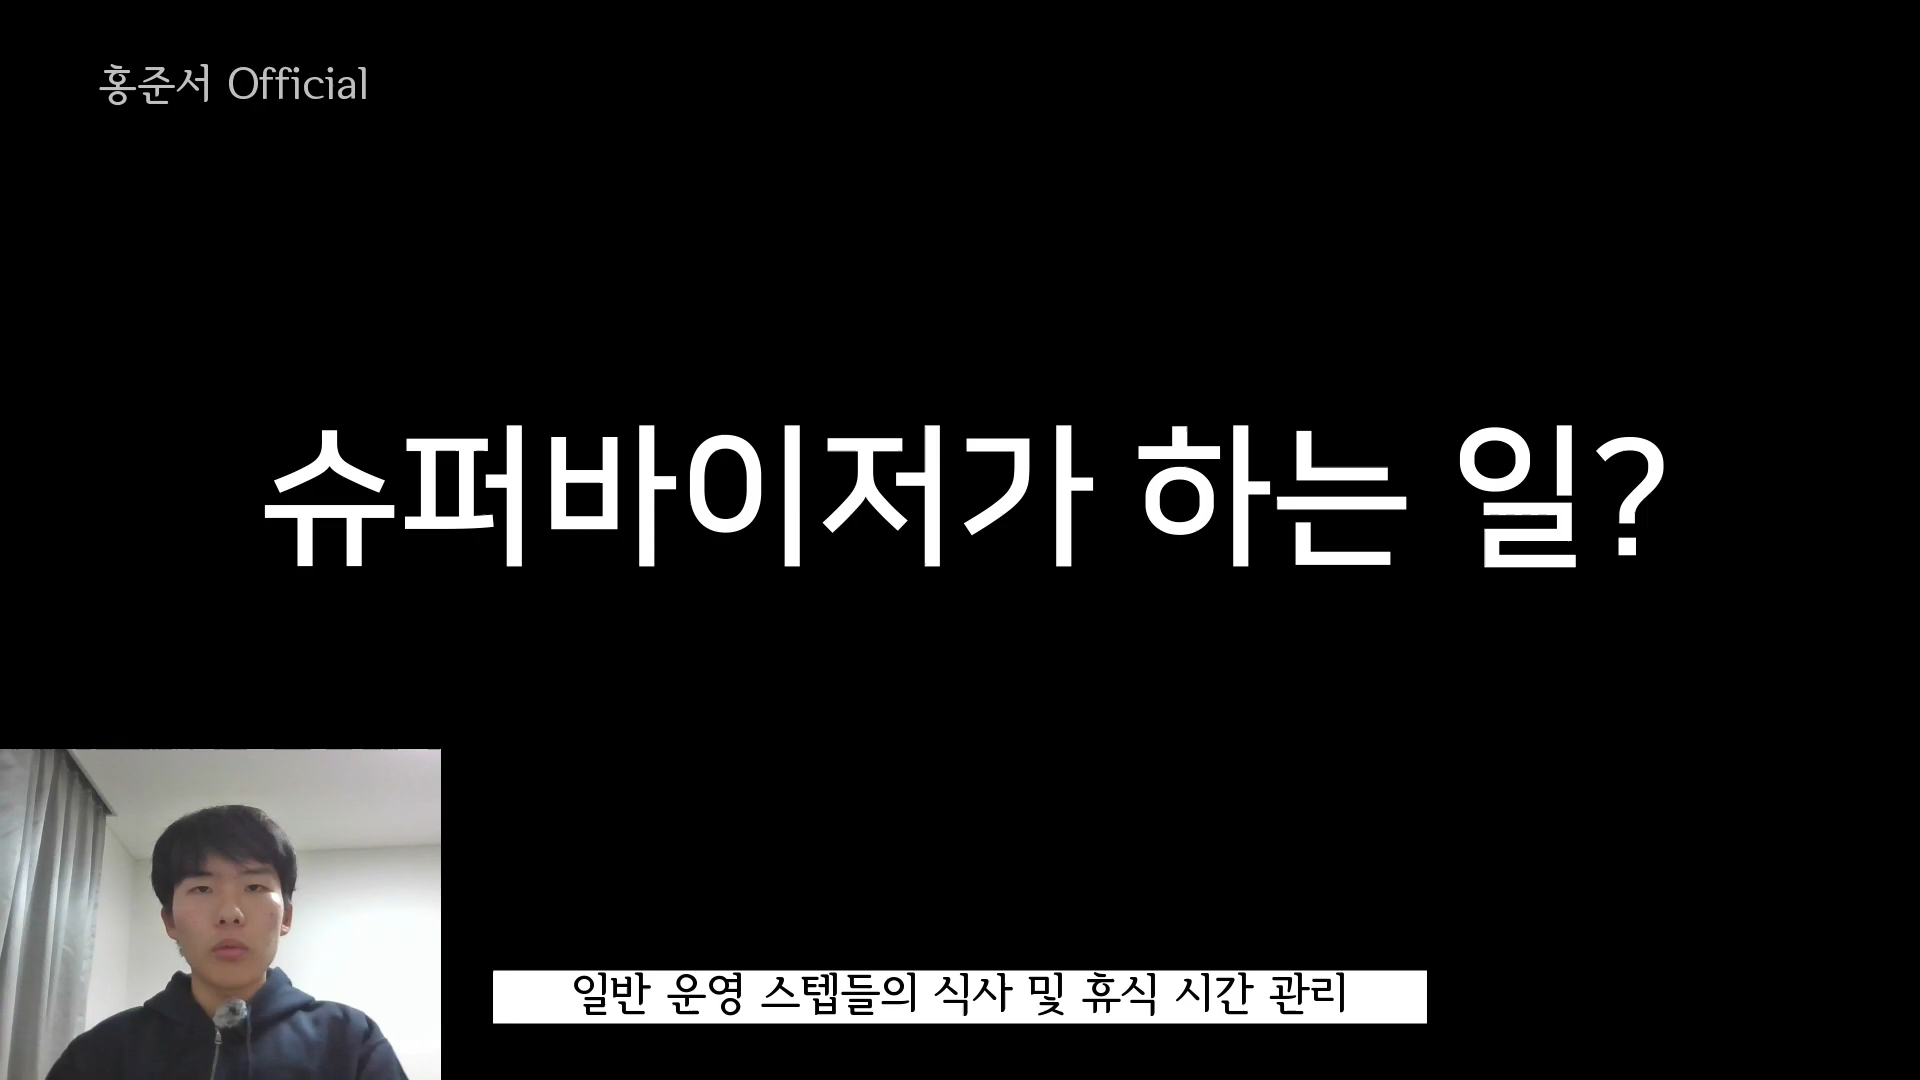 홍준서 Official
슈퍼바이저가 하는 일?
일반 운영 스텝들의 식사 및 휴식 시간 관리